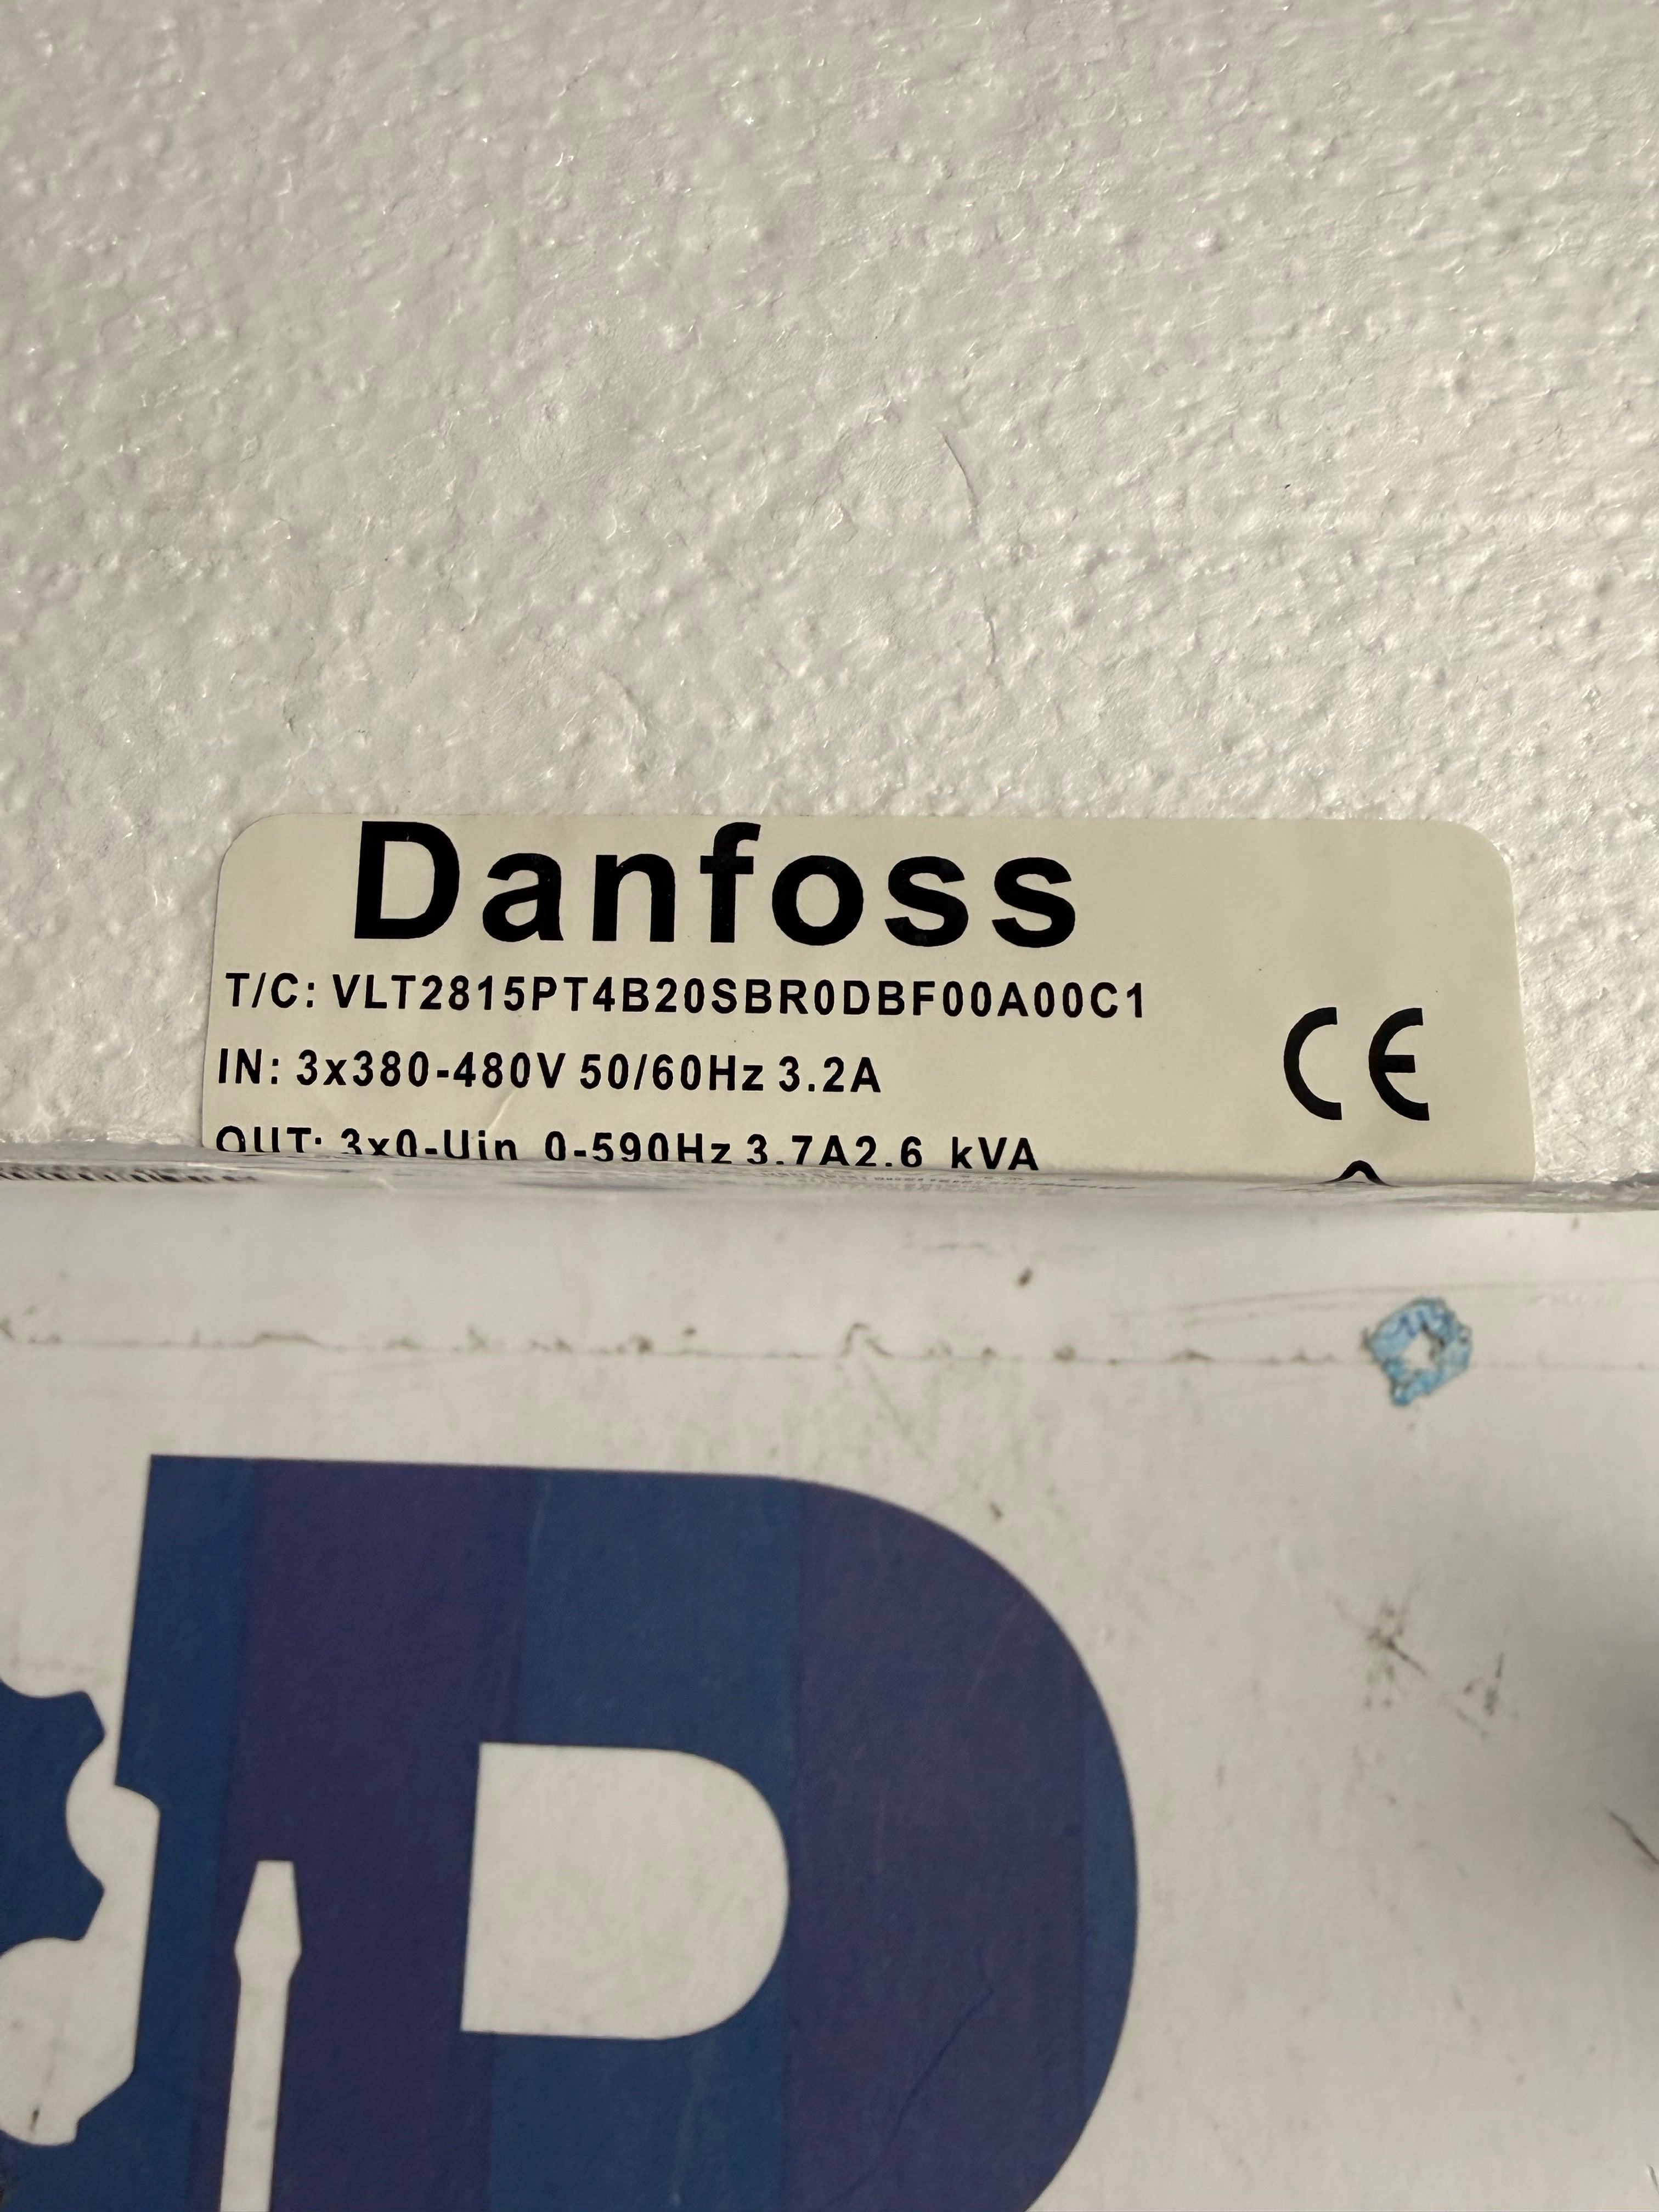 Danfoss
T/C: VLT2815PT4B20SBR0DBF00A00C1
IN: 3x380-480V 50/60Hz 3.2A
OUT: 3x0-Uin 0-590Hz 3.7A2.6 kVA
CE